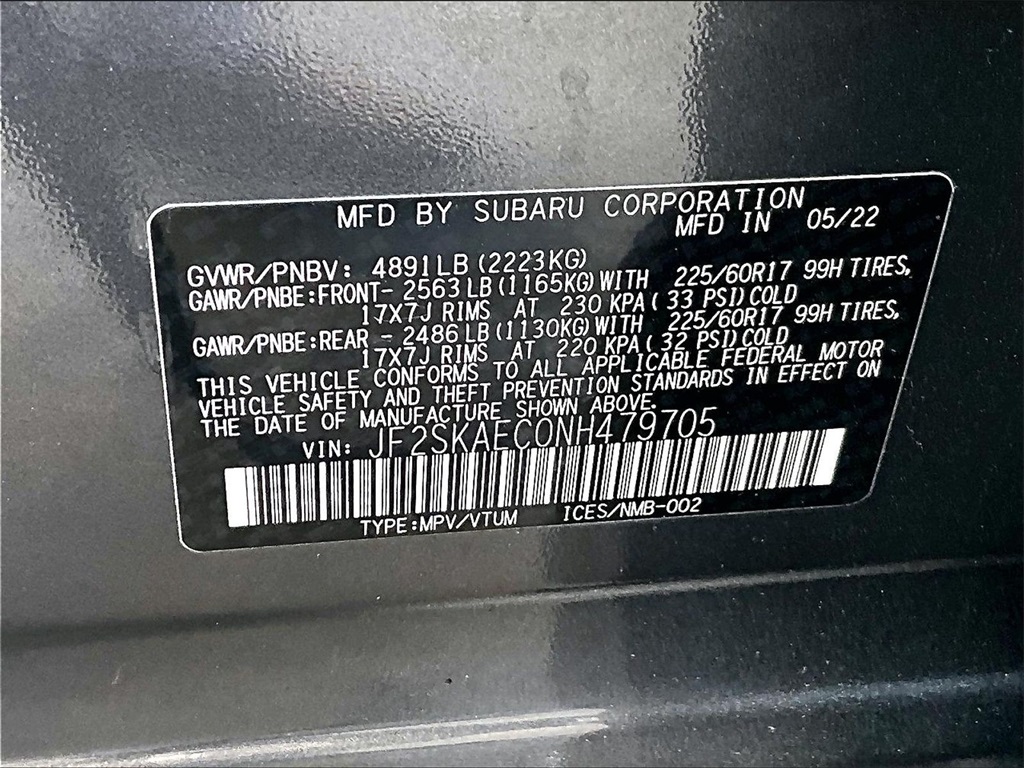 MFD BY SUBARU CORPORATION
MFD IN 05/22
GVWR/PNBV: 4891LB (2223KG)
GAWR/PNBE:FRONT- 2563LB (1165KG) WITH 225/60R17 99H TIRES,
17X7J RIMS AT 230 KPA ( 33 PSI) COLD
GAWR/PNBE:REAR - 2486LB (1130KG) WITH 225/60R17 99H TIRES,
17X7J RIMS AT 220 KPA ( 32 PSI) COLD
THIS VEHICLE CONFORMS TO ALL APPLICABLE FEDERAL MOTOR
VEHICLE SAFETY AND THEFT PREVENTION STANDARDS IN EFFECT ON
THE DATE OF MANUFACTURE SHOWN ABOVE.
VIN: JF2SKAEC0NH479705
TYPE:MPV/VTUM ICES/NMB-002